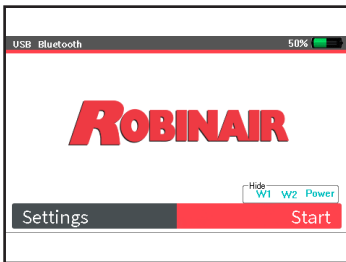 USB Bluetooth 50%
ROBINAIR
Hide
W1 W2 Power
Settings Start